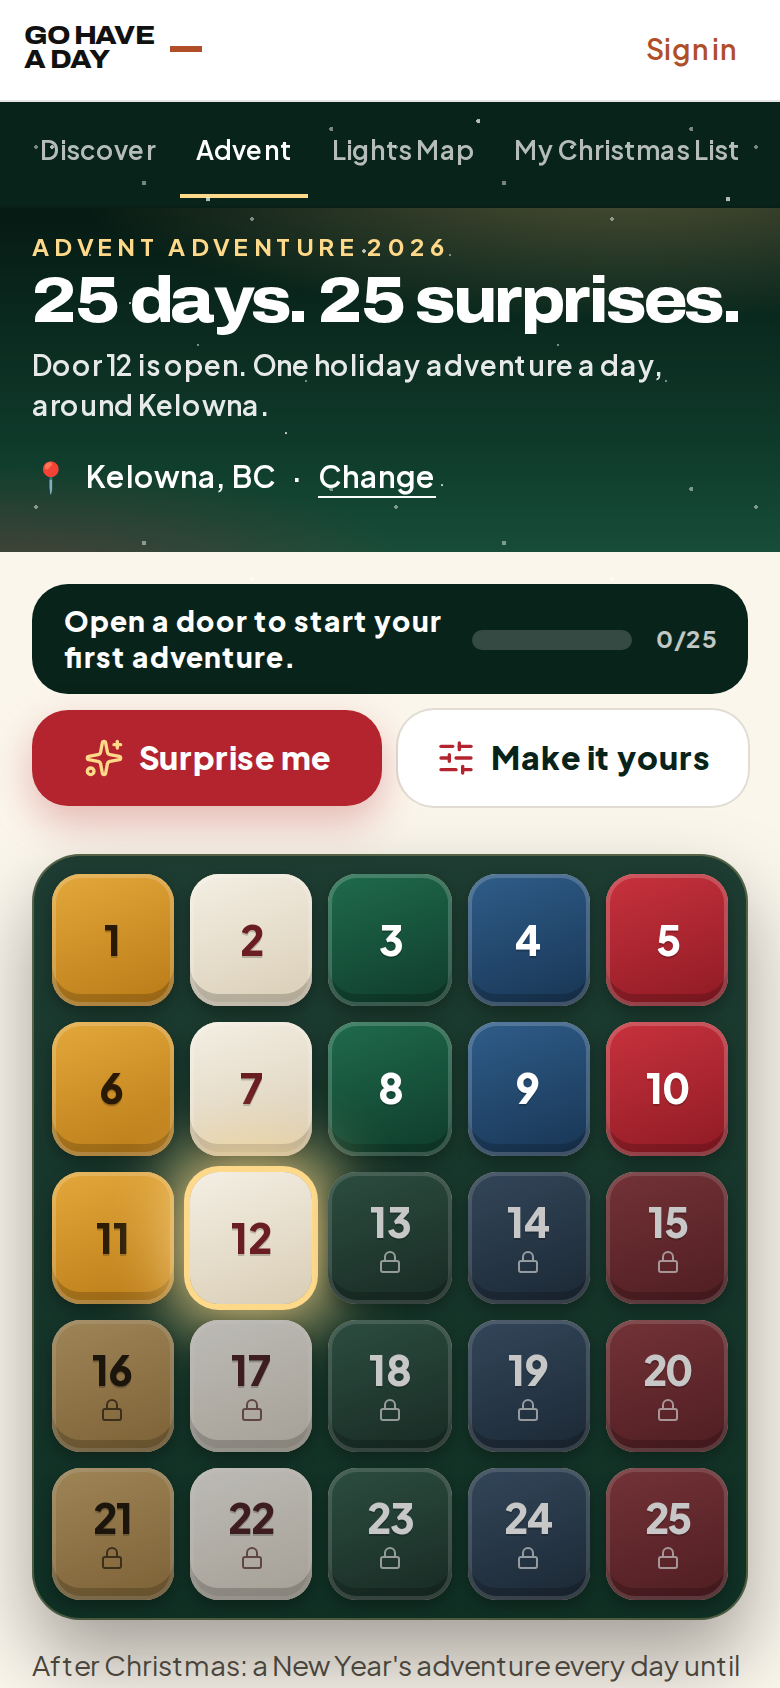 GO HAVE
A DAY
Sign in
Discover
Advent
Lights Map
My Christmas List
ADVENT ADVENTURE 2026
25 days. 25 surprises.
Door 12 is open. One holiday adventure a day,
around Kelowna.
Kelowna, BC · Change
Open a door to start your
first adventure.
0/25
Surprise me
Make it yours
1 2 3 4 5
6 7 8 9 10
11 12 13 14 15
16 17 18 19 20
21 22 23 24 25
After Christmas: a New Year's adventure every day until